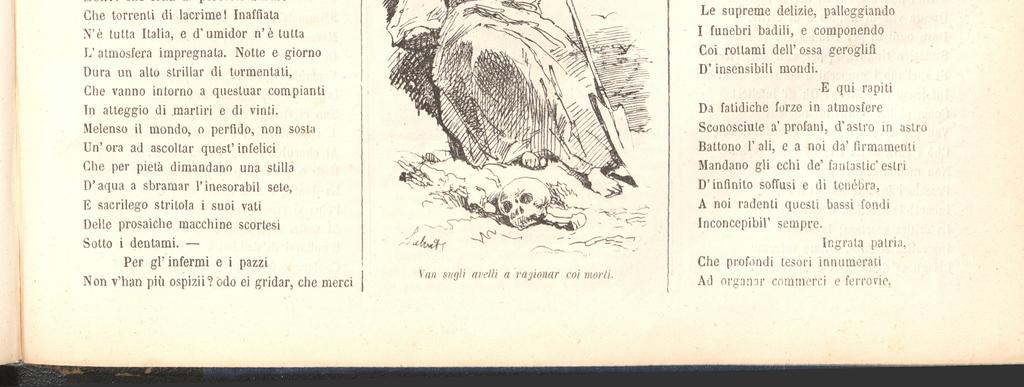 Che torrenti di lacrime! Inaffiata
N'è tutta Italia, e d'umidor n'è tutta
L'atmosfera impregnata. Notte e giorno
Dura un alto strillar di tormentati,
Che vanno intorno a questuar compianti
In atteggio di martiri e di vinti.
Melenso il mondo, o perfido, non sosta
Un'ora ad ascoltar quest'infelici
Che per pietà dimandano una stilla
D'aqua a sbramar l'inesorabil sete,
E sacrilego stritola i suoi vati
Delle prosaiche macchine scortesi
Sotto i dentami. —
Per gl'infermi e i pazzi
Non v'han più ospizii? odo ei gridar, che merci
Van sugli avelli a ragionar coi morti.
Le supreme delizie, palleggiando
I funebri badili, e componendo
Coi rottami dell'ossa geroglifi
D'insensibili mondi.
E qui rapiti
Da fatidiche forze in atmosfere
Sconosciute a' profani, d'astro in astro
Battono l'ali, e a noi da' firmamenti
Mandano gli echi de' fantastic'estri
D'infinito soffusi e di tenébra,
A noi radenti questi bassi fondi
Inconcepibil' sempre.
Ingrata patria,
Che profondi tesori innumerati
Ad organar commerci e ferrovie,